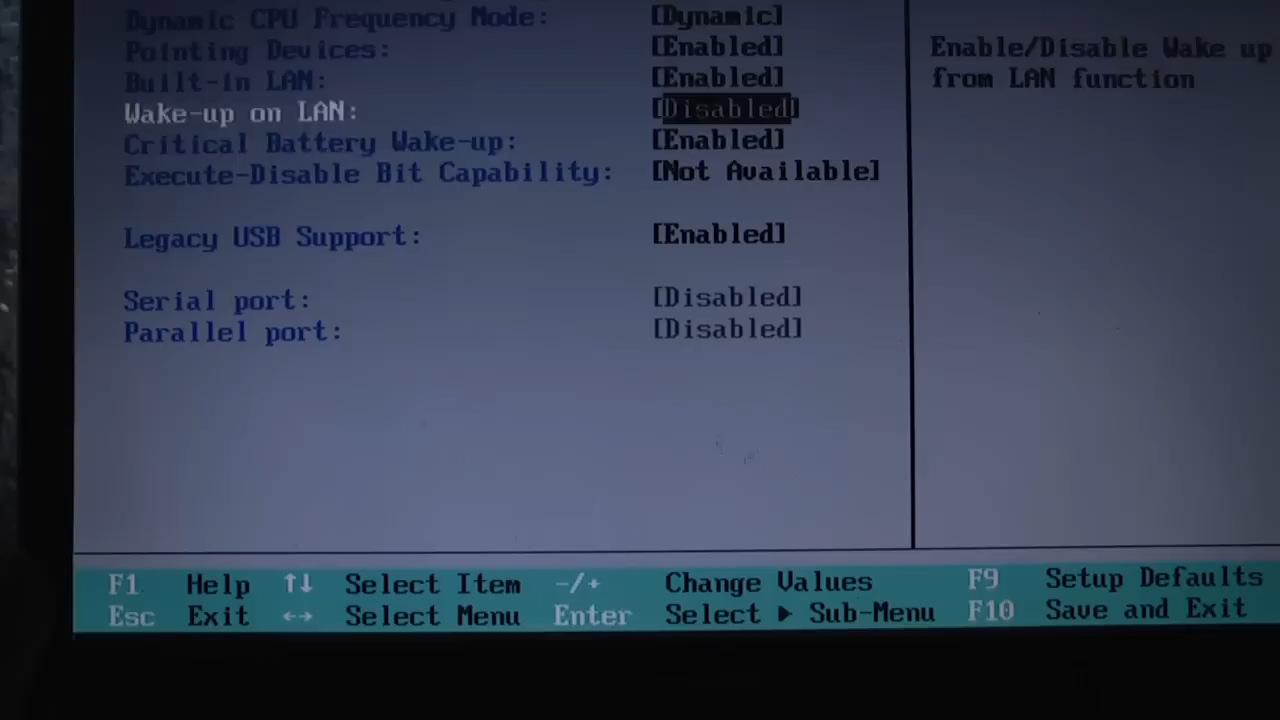 Dynamic CPU Frequency Mode: [Dynamic]
Pointing Devices: [Enabled]
Built-in LAN: [Enabled]
Wake-up on LAN: [Disabled]
Critical Battery Wake-up: [Enabled]
Execute-Disable Bit Capability: [Not Available]
Legacy USB Support: [Enabled]
Serial port: [Disabled]
Parallel port: [Disabled]
Enable/Disable Wake up
from LAN function
F1 Help ↑↓ Select Item -/+ Change Values F9 Setup Defaults
Esc Exit ↔ Select Menu Enter Select ▶ Sub-Menu F10 Save and Exit